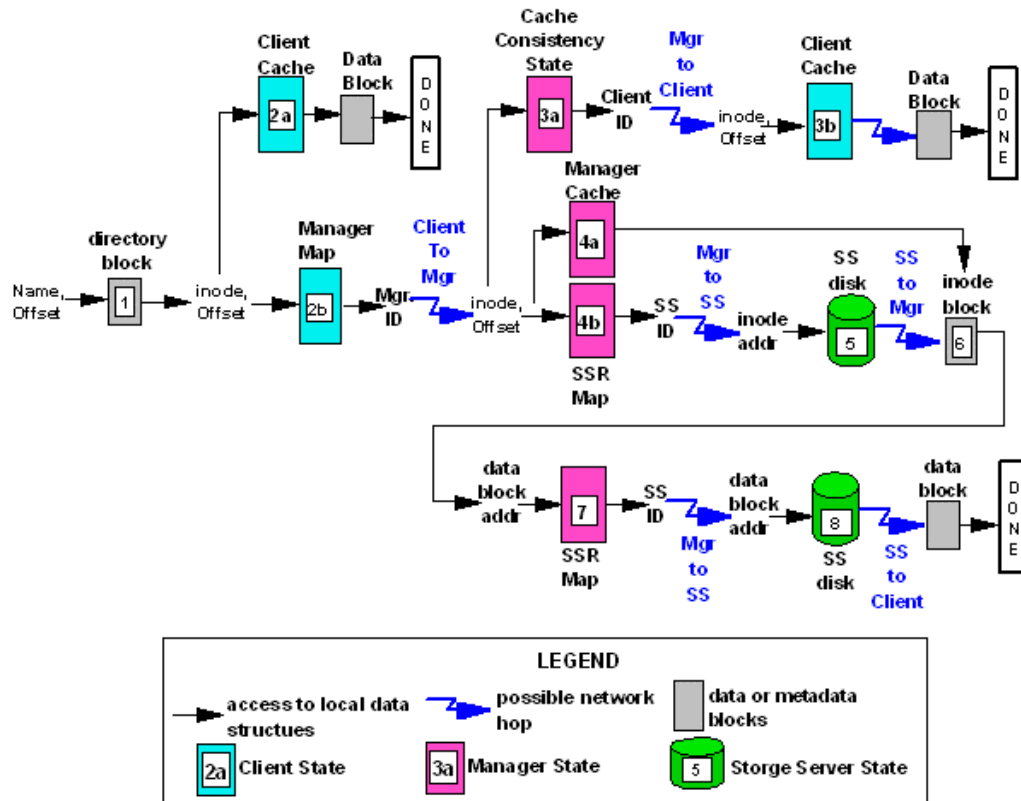 Client
Cache
2a
Data
Block
D
O
N
E
Cache
Consistency
State
3a
Client
ID
Mgr
to
Client
inode,
Offset
Client
Cache
3b
Data
Block
D
O
N
E
Name,
Offset
directory
block
1
inode,
Offset
Manager
Map
2b
Mgr
ID
Client
To
Mgr
inode,
Offset
Manager
Cache
4a
4b
SSR
Map
SS
ID
Mgr
to
SS
inode
addr
SS
disk
5
SS
to
Mgr
inode
block
6
data
block
addr
7
SSR
Map
SS
ID
Mgr
to
SS
data
block
addr
8
SS
disk
SS
to
Client
data
block
D
O
N
E
LEGEND
access to local data
structues
possible network
hop
data or metadata
blocks
2a
Client State
3a
Manager State
5
Storge Server State